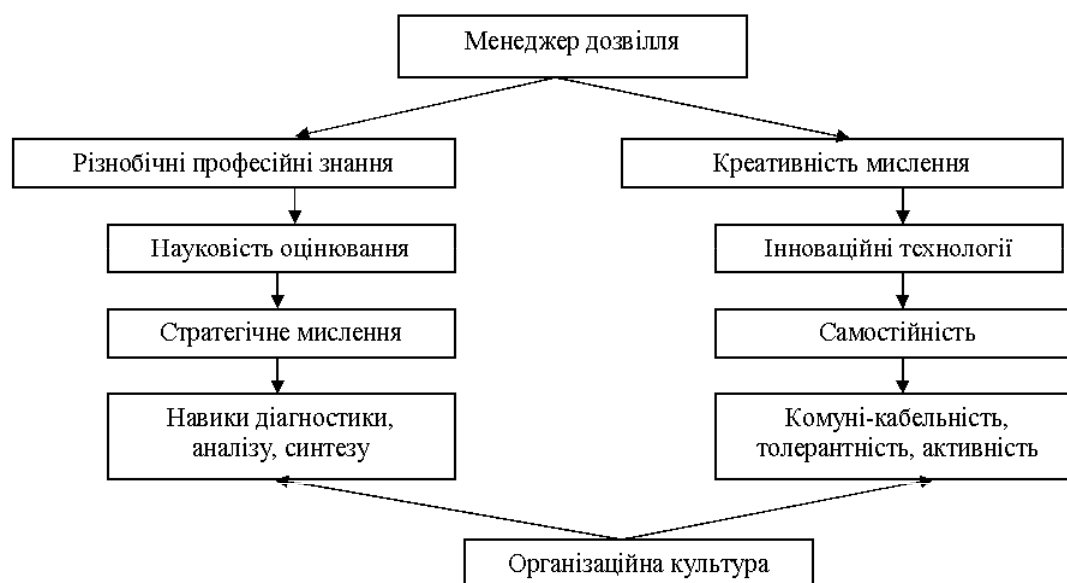 Менеджер дозвілля
Різнобічні професійні знання
Креативність мислення
Науковість оцінювання
Інноваційні технології
Стратегічне мислення
Самостійність
Навики діагностики,
аналізу, синтезу
Комуні-кабельність,
толерантність, активність
Організаційна культура